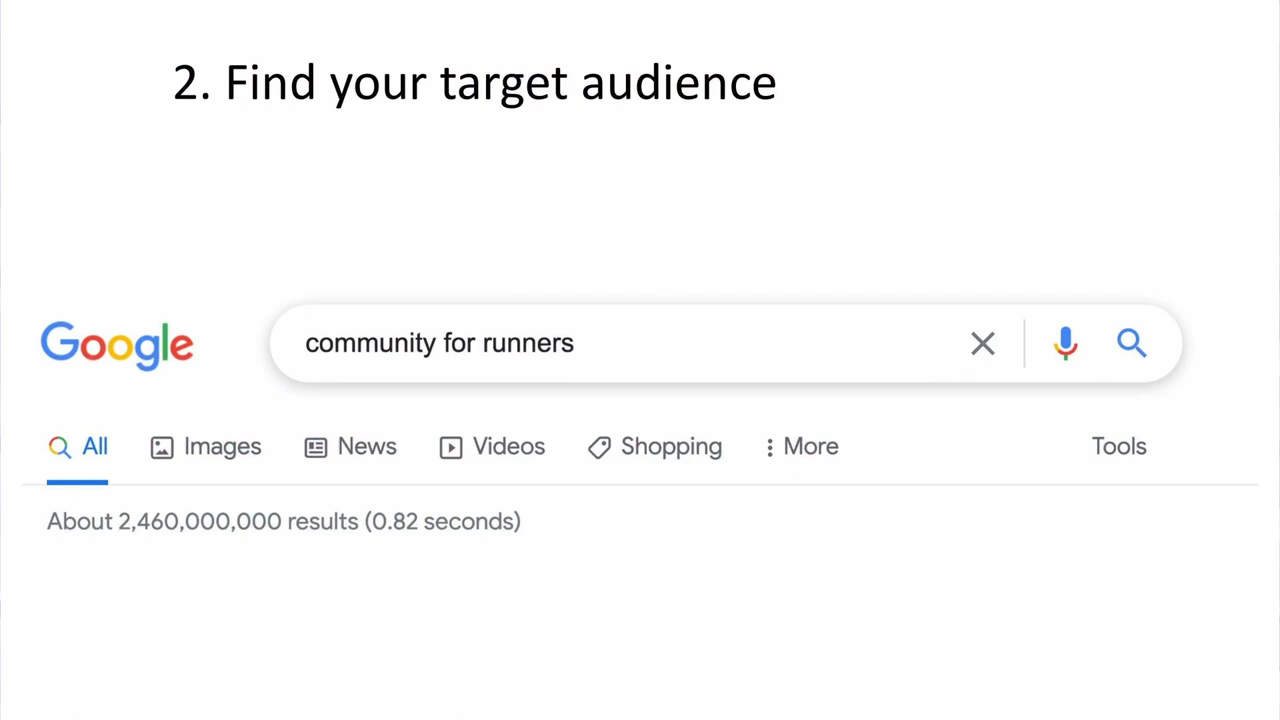 2. Find your target audience
Google community for runners
All Images News Videos Shopping More Tools
About 2,460,000,000 results (0.82 seconds)